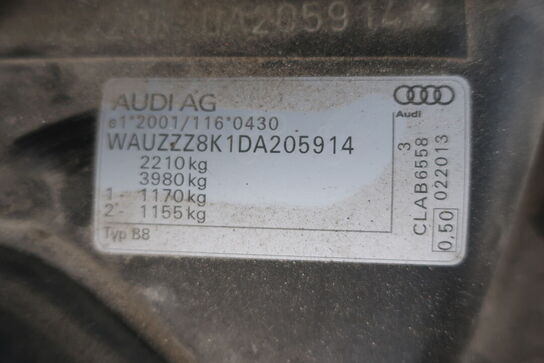 DA205914*
AUDI AG
e1*2001/116*0430
WAUZZZ8K1DA205914
2210kg
3980kg
1- 1170kg
2- 1155kg
Typ B8
Audi
3
CLAB6558
0,50 022013